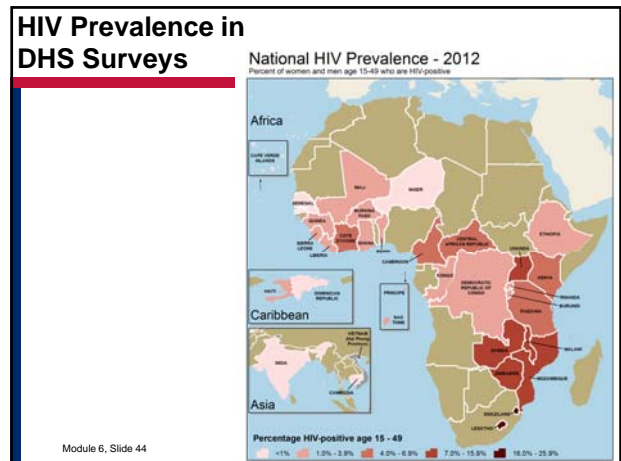 HIV Prevalence in
DHS Surveys
National HIV Prevalence - 2012
Percent of women and men age 15-49 who are HIV-positive
Africa
CAPE VERDE
ISLANDS
MALI
NIGER
SENEGAL
BURKINA
FASO
GUINEA
SIERRA
LEONE
COTE
D'IVOIRE
GHANA
LIBERIA
CAMEROON
CENTRAL
AFRICAN REPUBLIC
ETHIOPIA
UGANDA
KENYA
CONGO
DEMOCRATIC
REPUBLIC OF
CONGO
RWANDA
BURUNDI
TANZANIA
PRINCIPE
SAO
TOME
HAITI
DOMINICAN
REPUBLIC
Caribbean
VIETNAM
(Hai Phong
Province)
INDIA
CAMBODIA
Asia
ZAMBIA
MALAWI
ZIMBABWE
MOZAMBIQUE
SWAZILAND
LESOTHO
Percentage HIV-positive age 15 - 49
<1% 1.0% - 3.9% 4.0% - 6.9% 7.0% - 15.9% 16.0% - 25.9%
Module 6, Slide 44